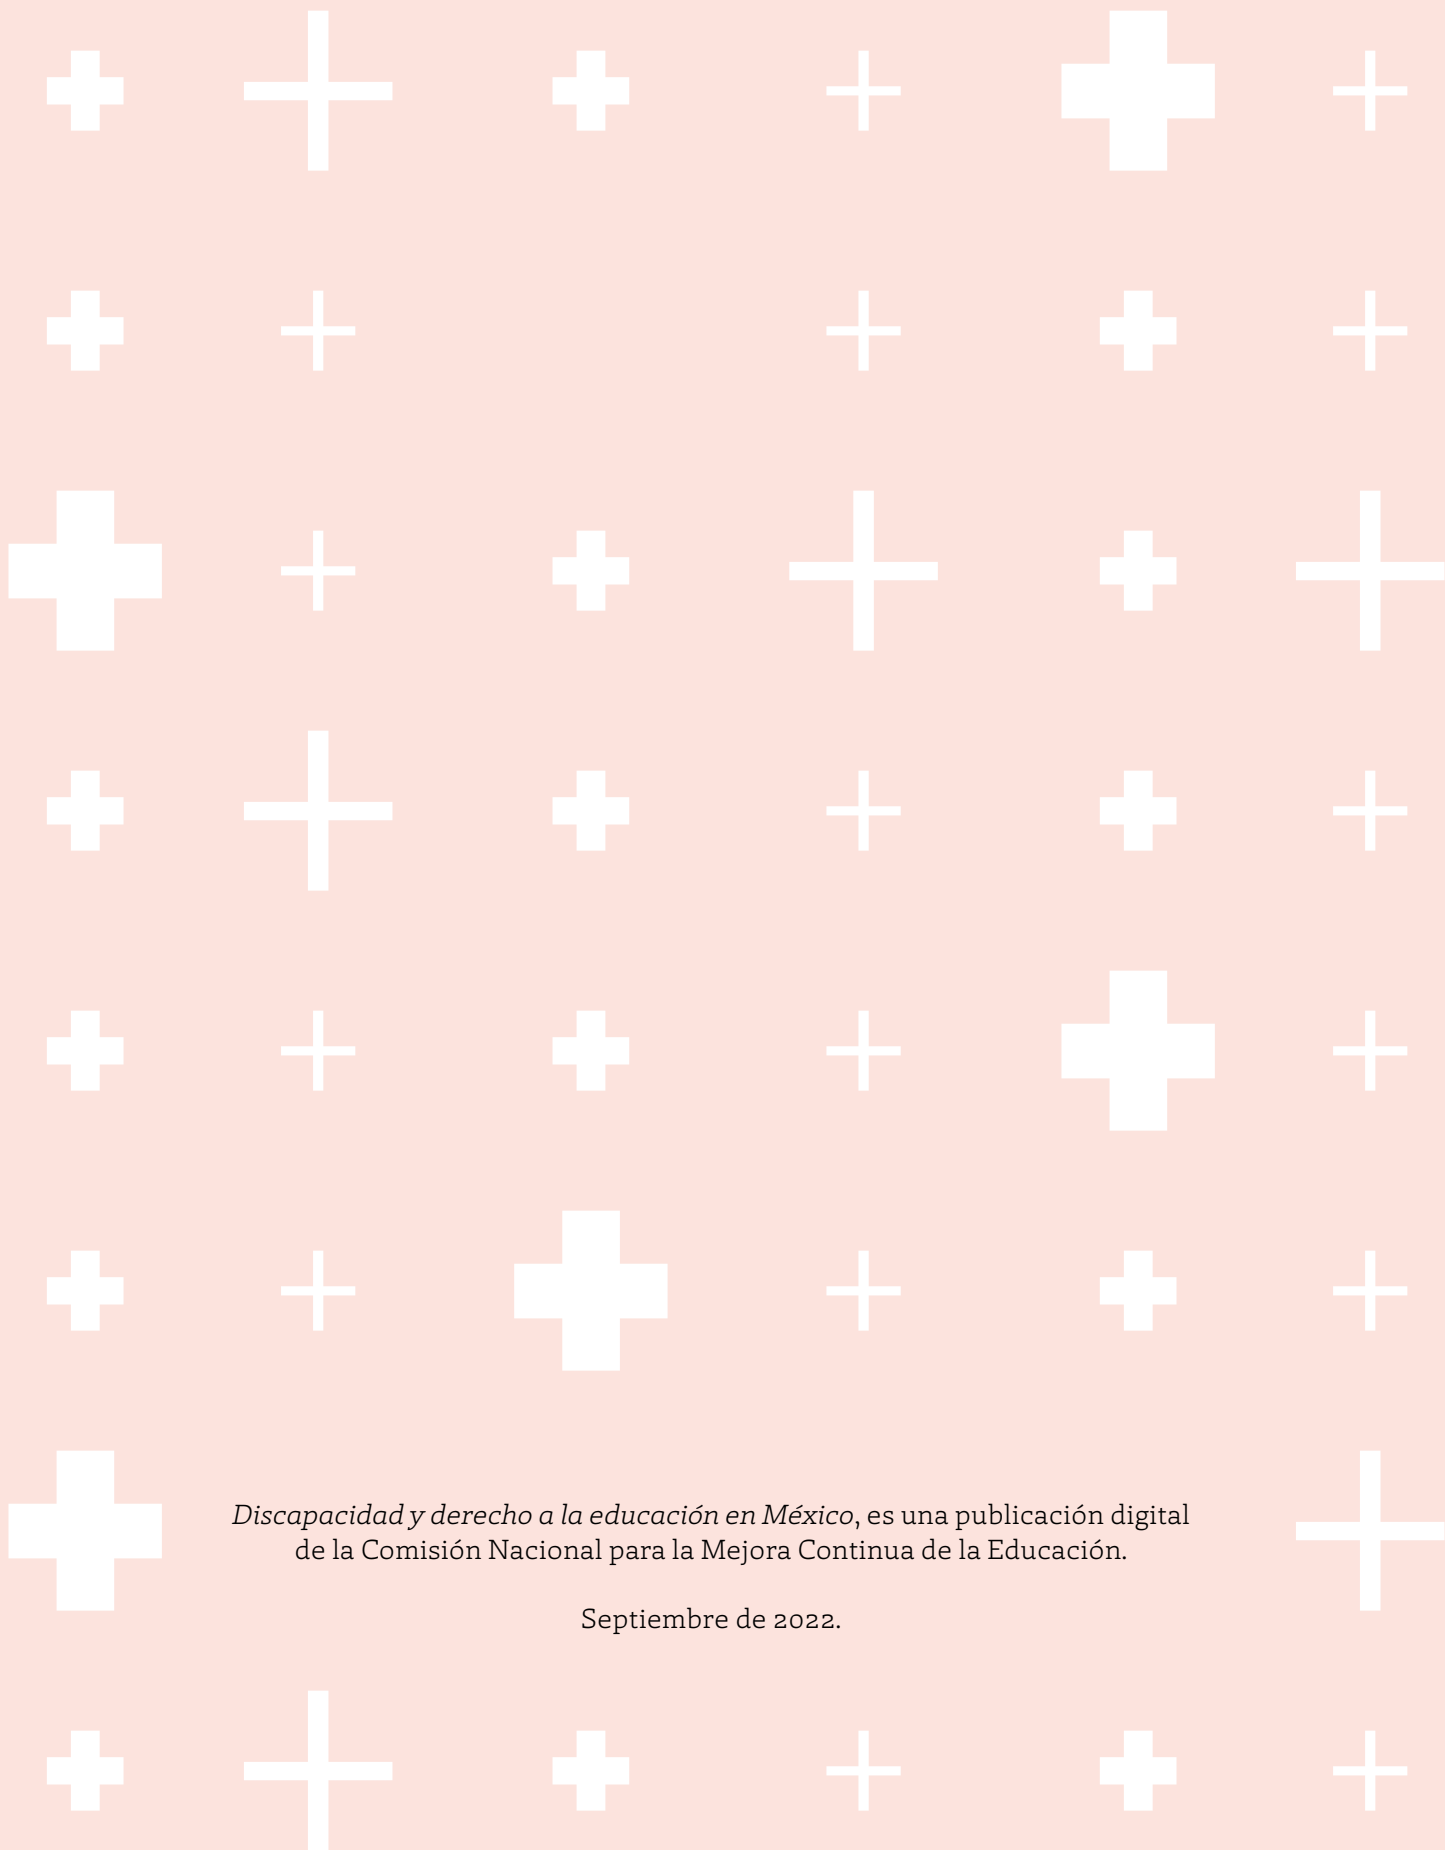 Discapacidad y derecho a la educación en México, es una publicación digital
de la Comisión Nacional para la Mejora Continua de la Educación.
Septiembre de 2022.